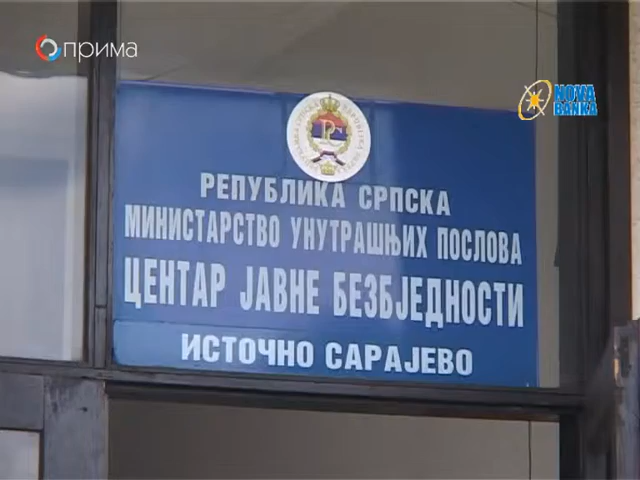 прима
NOVA
BANKA
РЕПУБЛИКА СРПСКА
МИНИСТАРСТВО УНУТРАШЊИХ ПОСЛОВА
ЦЕНТАР ЈАВНЕ БЕЗБЈЕДНОСТИ
ИСТОЧНО САРАЈЕВО